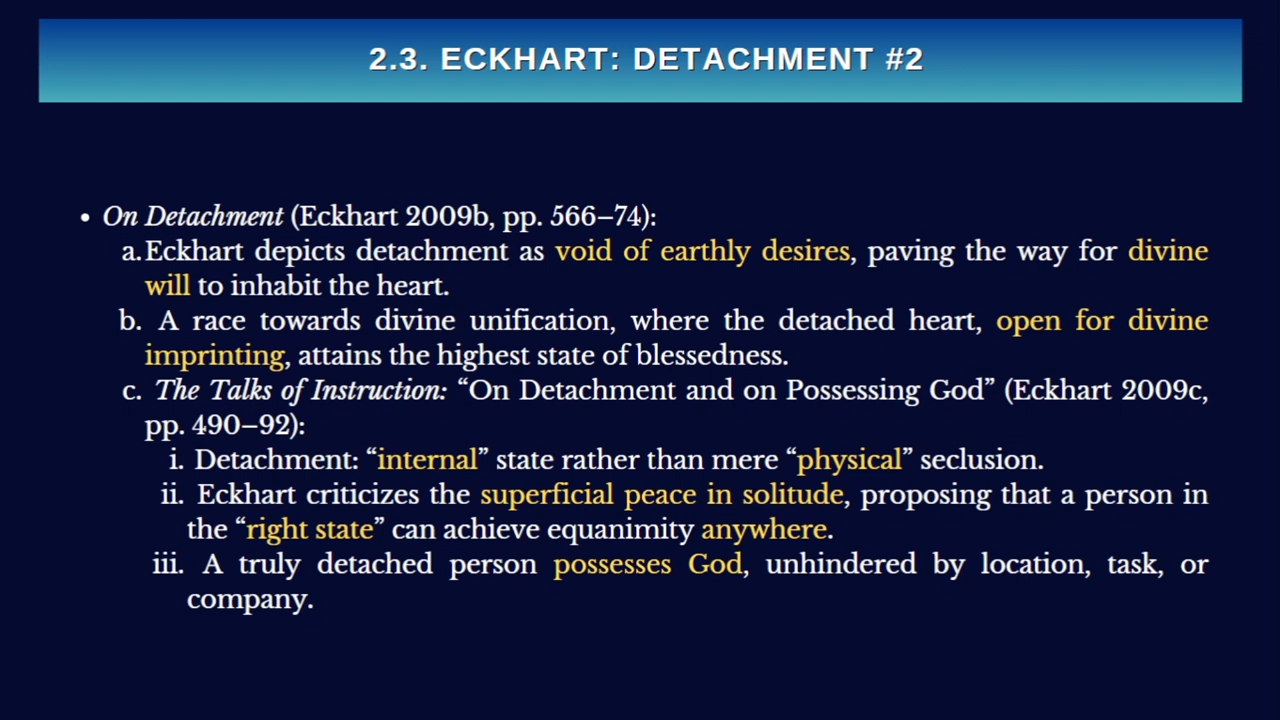 2.3. ECKHART: DETACHMENT #2
• On Detachment (Eckhart 2009b, pp. 566–74):
a. Eckhart depicts detachment as void of earthly desires, paving the way for divine
will to inhabit the heart.
b. A race towards divine unification, where the detached heart, open for divine
imprinting, attains the highest state of blessedness.
c. The Talks of Instruction: “On Detachment and on Possessing God” (Eckhart 2009c,
pp. 490–92):
i. Detachment: “internal” state rather than mere “physical” seclusion.
ii. Eckhart criticizes the superficial peace in solitude, proposing that a person in
the “right state” can achieve equanimity anywhere.
iii. A truly detached person possesses God, unhindered by location, task, or
company.